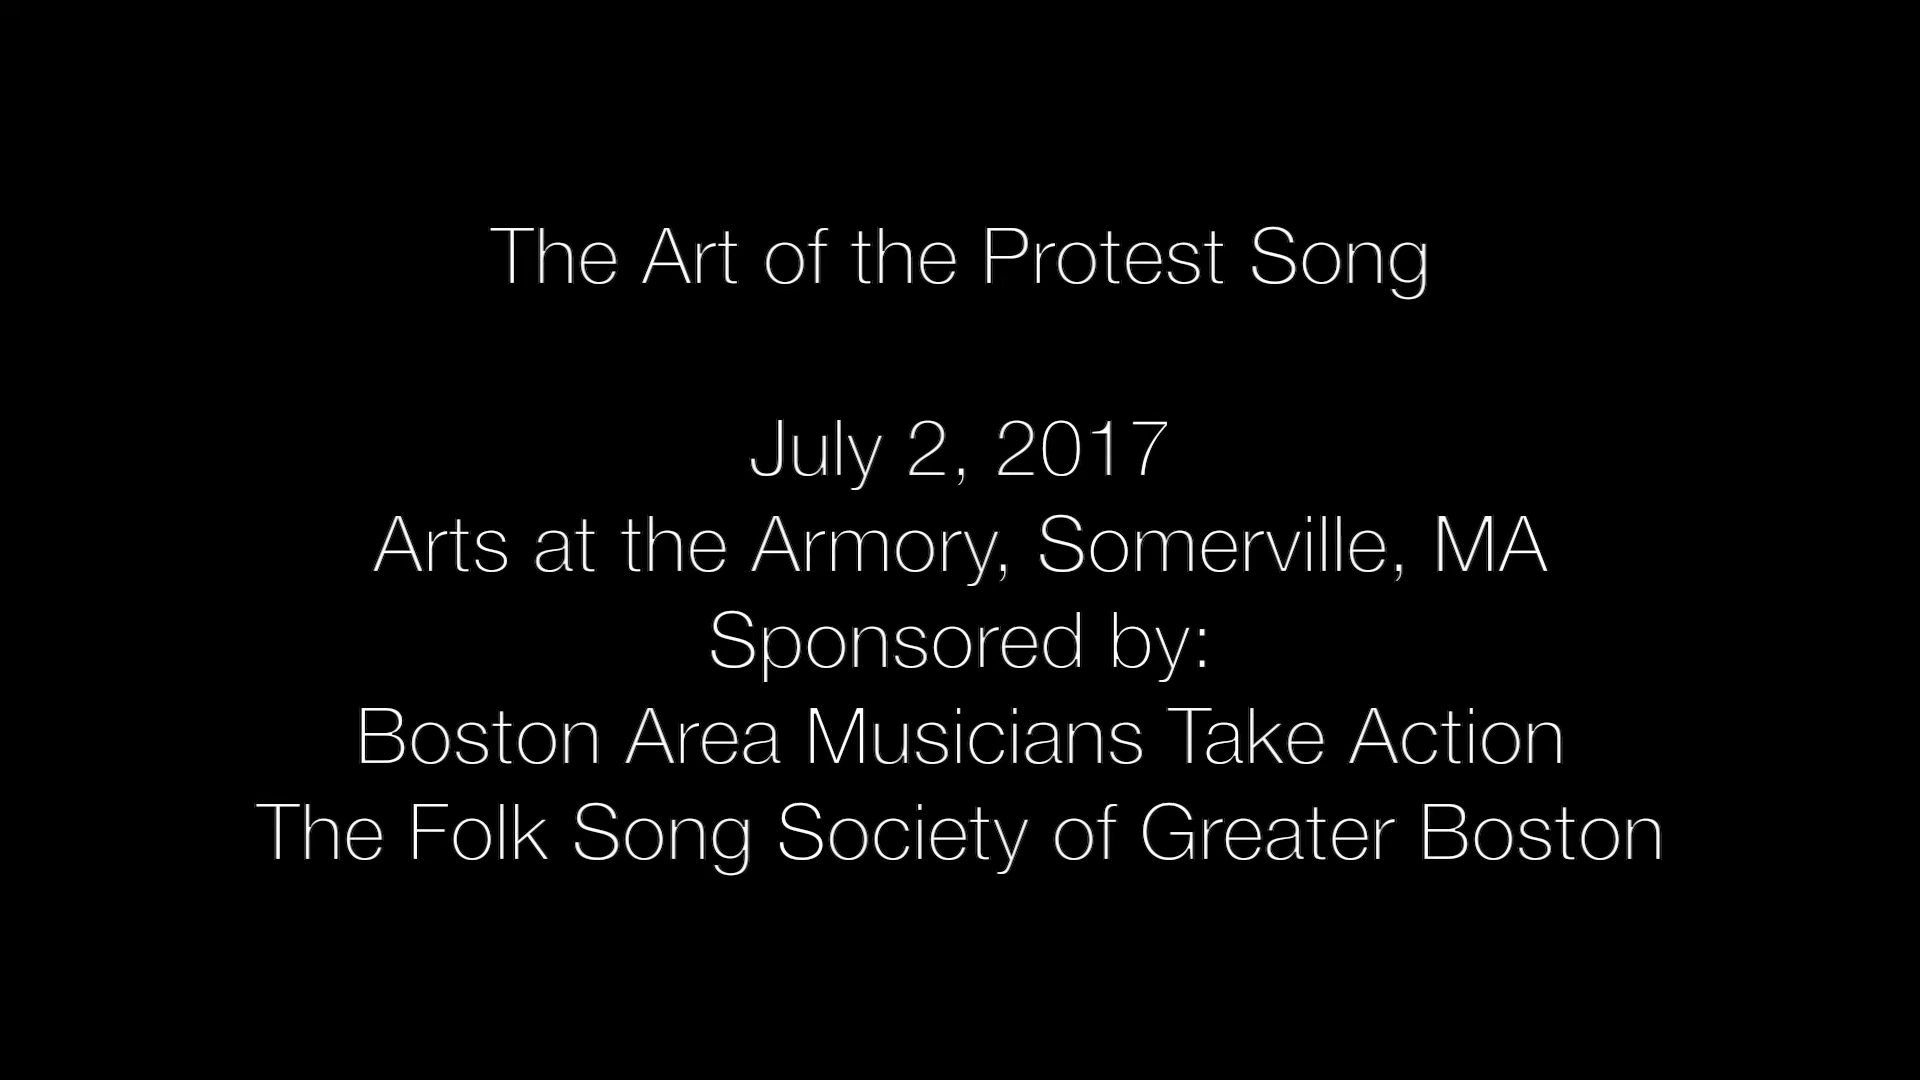 The Art of the Protest Song
July 2, 2017
Arts at the Armory, Somerville, MA
Sponsored by:
Boston Area Musicians Take Action
The Folk Song Society of Greater Boston